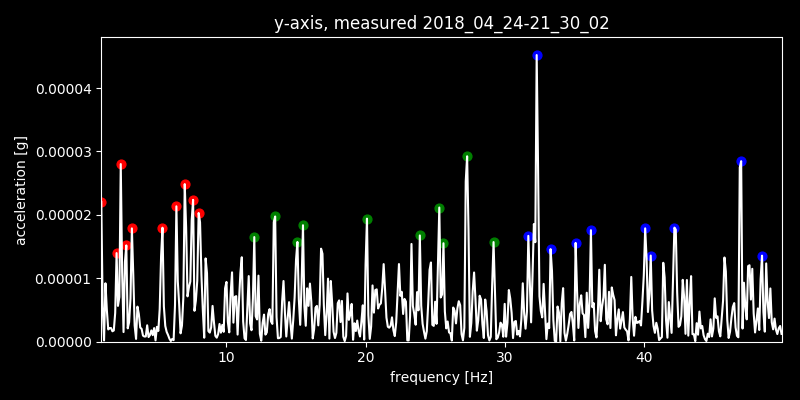 y-axis, measured 2018_04_24-21_30_02
0.00004
0.00003
0.00002
0.00001
0.00000
acceleration [g]
10 20 30 40
frequency [Hz]